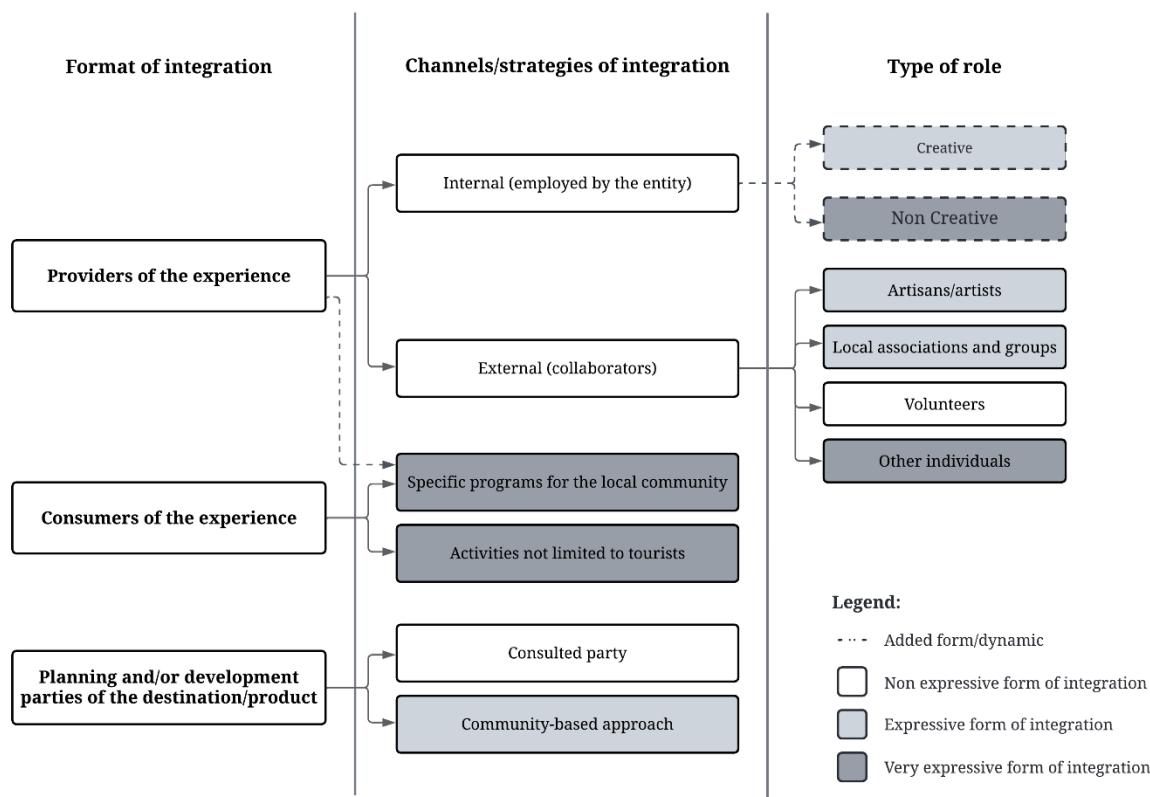 Format of integration
Channels/strategies of integration
Type of role
Providers of the experience
Consumers of the experience
Planning and/or development
parties of the destination/product
Internal (employed by the entity)
External (collaborators)
Specific programs for the local community
Activities not limited to tourists
Consulted party
Community-based approach
Creative
Non Creative
Artisans/artists
Local associations and groups
Volunteers
Other individuals
Legend:
Added form/dynamic
Non expressive form of integration
Expressive form of integration
Very expressive form of integration